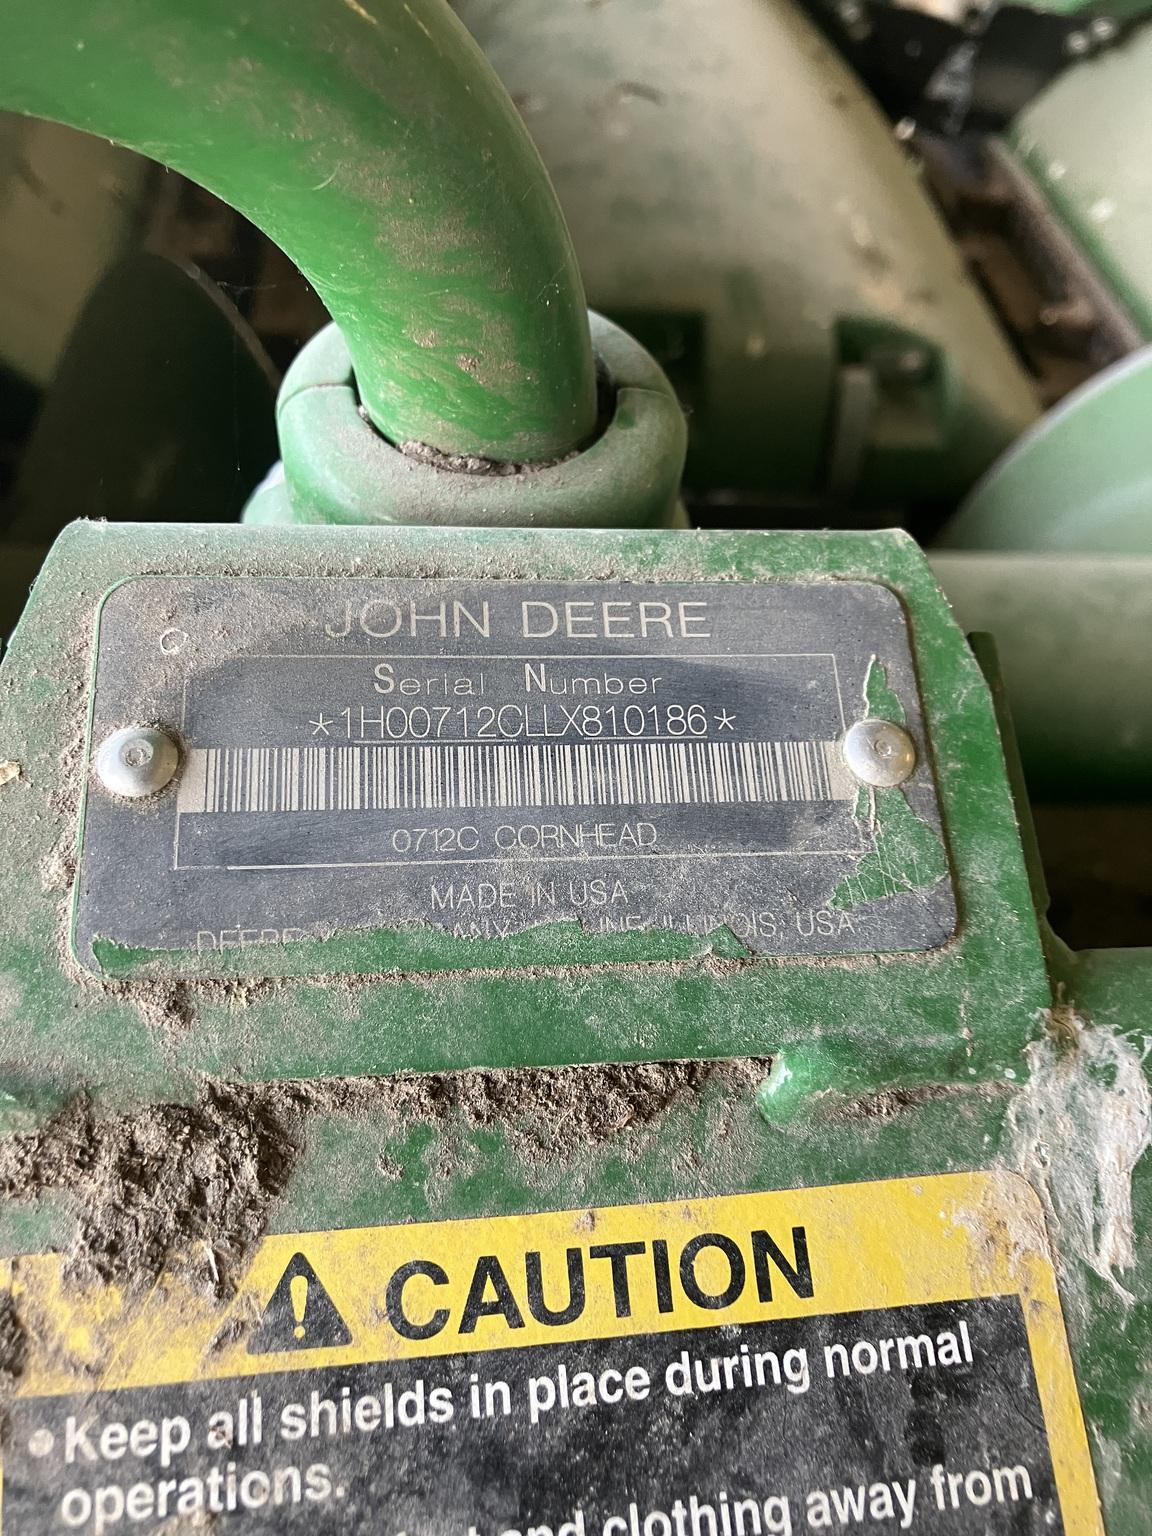 JOHN DEERE
Serial Number
*1H00712CLLX810186*
0712C CORNHEAD
MADE IN USA
ILLINOIS, USA
CAUTION
• Keep all shields in place during normal
operations.
and clothing away from